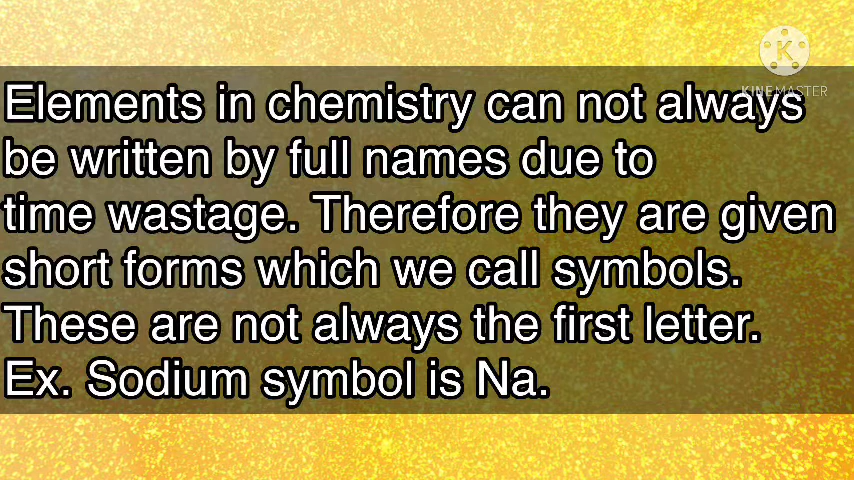 KINEMASTER
Elements in chemistry can not always
be written by full names due to
time wastage. Therefore they are given
short forms which we call symbols.
These are not always the first letter.
Ex. Sodium symbol is Na.